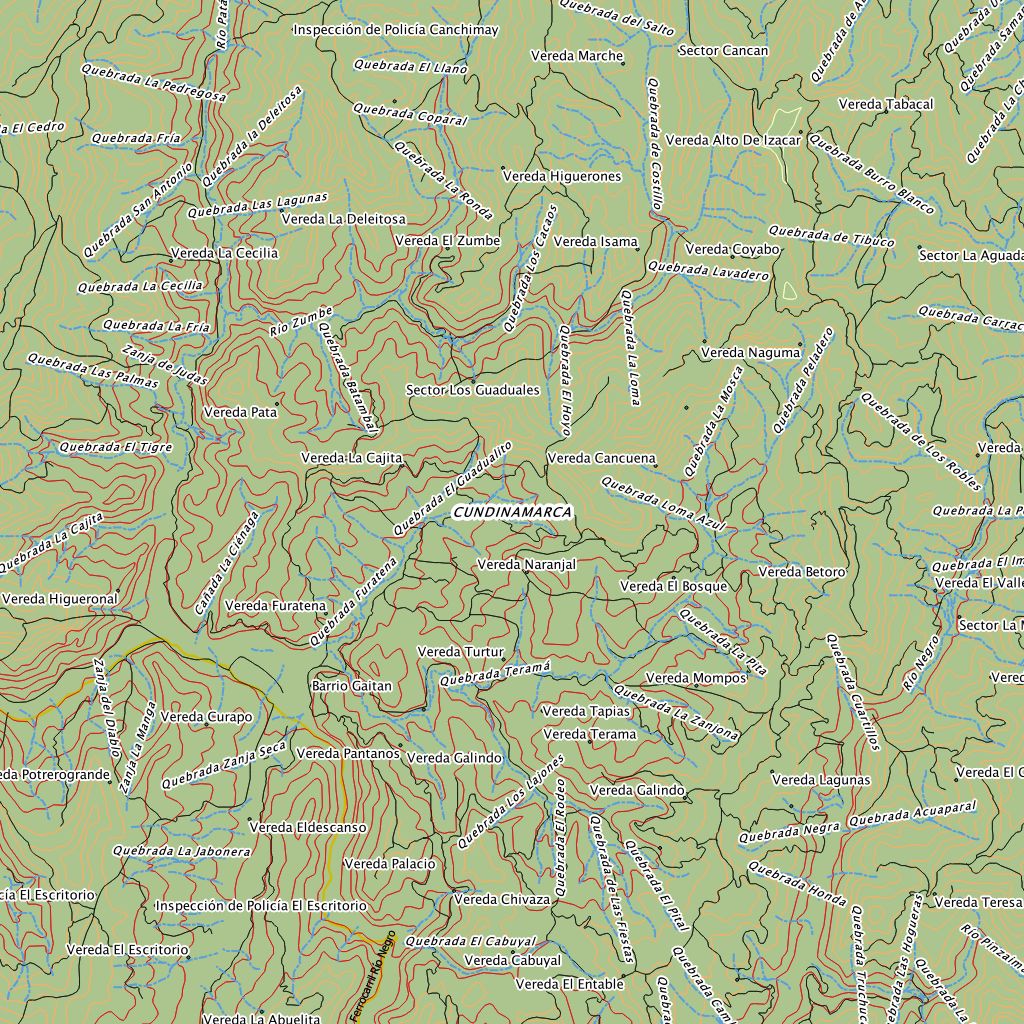 Quebrada del Salto
Río Patá
Inspección de Policía Canchimay
Vereda Marche
Sector Cancan
Quebrada El Llano
Quebrada La Pedregosa
Quebrada de Costillo
Vereda Tabacal
Quebrada la Deleitosa
Quebrada Coparal
El Cedro
Quebrada Fría
Vereda Alto De Izacar
Quebrada La Ronda
Quebrada Burro Blanco
Vereda Higuerones
Quebrada San Antonio
Quebrada Las Lagunas
Vereda La Deleitosa
Quebrada Los Cacaos
Vereda El Zumbe
Vereda Isama
Quebrada de Tibuco
Vereda La Cecilia
Vereda Coyabo
Sector La Aguada
Quebrada Lavadero
Quebrada La Cecilia
Quebrada La Fría
Río Zumbe
Quebrada La Loma
Quebrada Batambal
Quebrada El Hoyo
Zanja de Judas
Quebrada Las Palmas
Vereda Naguma
Quebrada Peladero
Quebrada La Mosca
Sector Los Guaduales
Vereda Pata
Quebrada de Los Robles
Quebrada El Tigre
Vereda La Cajita
Vereda Cancuena
Quebrada El Guadualito
Quebrada Loma Azul
CUNDINAMARCA
Quebrada La Cajita
Cañada La Ciénaga
Vereda Naranjal
Vereda Betoro
Vereda El Bosque
Quebrada Furatena
Vereda Higueronal
Vereda Furatena
Quebrada La Pita
Río Negro
Vereda Turtur
Quebrada Teramá
Vereda Mompos
Quebrada Cuartillos
Zanja del Diablo
Barrio Gaitan
Quebrada La Zanjona
Zanja La Manga
Vereda Curapo
Vereda Tapias
Vereda Terama
Quebrada Zanja Seca
Vereda Pantanos
Vereda Galindo
Potrerogrande
Vereda Lagunas
Quebrada Los Lajones
Quebrada El Rodeo
Vereda Galindo
Quebrada Acuaparal
Quebrada Negra
Vereda Eldescanso
Quebrada La Jabonera
Quebrada de Las Fiestas
Quebrada El Pital
Vereda Palacio
Quebrada Honda
El Escritorio
Vereda Chivaza
Inspección de Policía El Escritorio
Vereda Teresa
Quebrada Las Hogueras
Quebrada El Cabuyal
Vereda El Escritorio
Vereda Cabuyal
Ferrocarril Río Negro
Vereda El Entable
Vereda La Abuelita